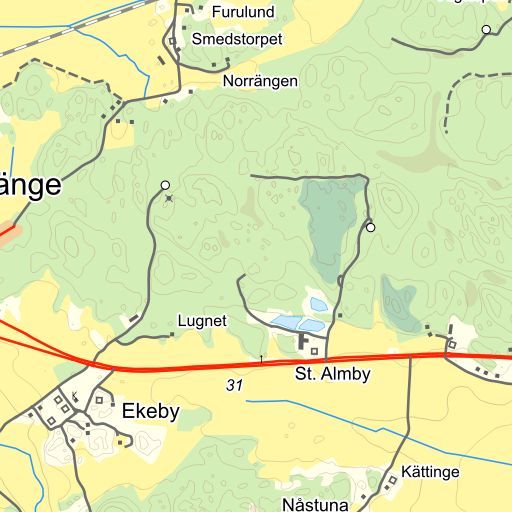 Furulund
Smedstorpet
Norrängen
änge
Lugnet
St. Almby
31
Ekeby
Kättinge
Nåstuna